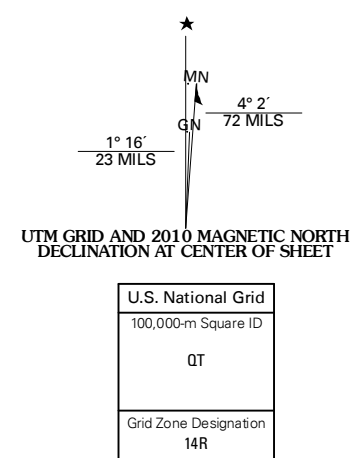 MN
GN
4° 2´
72 MILS
1° 16´
23 MILS
UTM GRID AND 2010 MAGNETIC NORTH
DECLINATION AT CENTER OF SHEET
U.S. National Grid
100,000-m Square ID
QT
Grid Zone Designation
14R